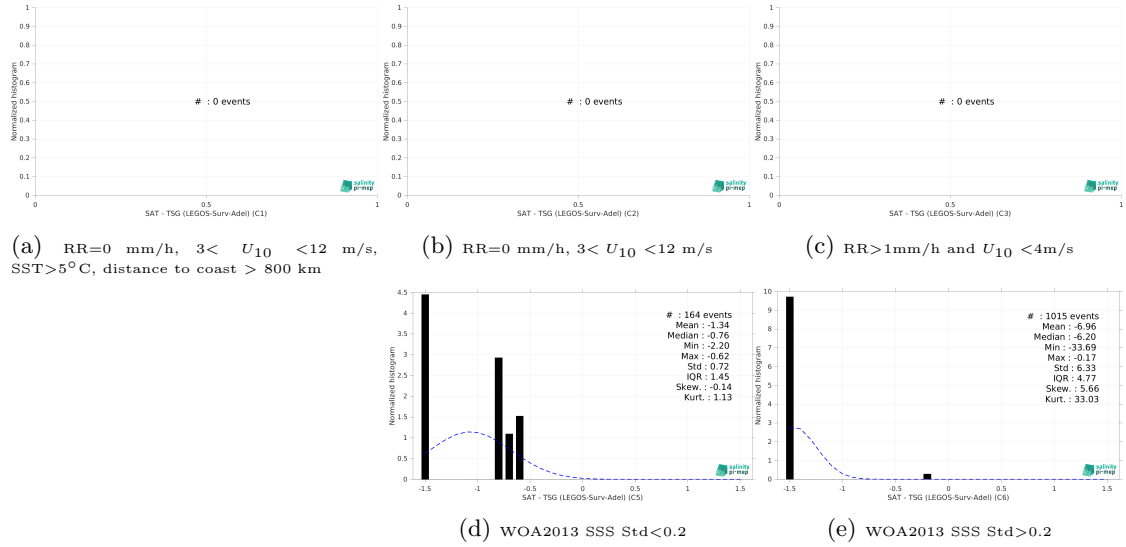 1
0.9
0.8
0.7
0.6
0.5
0.4
0.3
0.2
0.1
0
Normalized histogram
# : 0 events
salinity
pi-mep
0 0.5 1
SAT - TSG (LEGOS-Surv-Adel) (C1)
(a) RR=0 mm/h, 3< U10 <12 m/s,
SST>5°C, distance to coast > 800 km
1
0.9
0.8
0.7
0.6
0.5
0.4
0.3
0.2
0.1
0
Normalized histogram
# : 0 events
salinity
pi-mep
0 0.5 1
SAT - TSG (LEGOS-Surv-Adel) (C2)
(b) RR=0 mm/h, 3< U10 <12 m/s
1
0.9
0.8
0.7
0.6
0.5
0.4
0.3
0.2
0.1
0
Normalized histogram
# : 0 events
salinity
pi-mep
0 0.5 1
SAT - TSG (LEGOS-Surv-Adel) (C3)
(c) RR>1mm/h and U10 <4m/s
4.5
4
3.5
3
2.5
2
1.5
1
0.5
0
Normalized histogram
# : 164 events
Mean : -1.34
Median : -0.76
Min : -2.20
Max : -0.62
Std : 0.72
IQR : 1.45
Skew. : -0.14
Kurt. : 1.13
salinity
pi-mep
-1.5 -1 -0.5 0 0.5 1 1.5
SAT - TSG (LEGOS-Surv-Adel) (C5)
(d) WOA2013 SSS Std<0.2
10
9
8
7
6
5
4
3
2
1
0
Normalized histogram
# : 1015 events
Mean : -6.96
Median : -6.20
Min : -33.69
Max : -0.17
Std : 6.33
IQR : 4.77
Skew. : 5.66
Kurt. : 33.03
salinity
pi-mep
-1.5 -1 -0.5 0 0.5 1 1.5
SAT - TSG (LEGOS-Surv-Adel) (C6)
(e) WOA2013 SSS Std>0.2